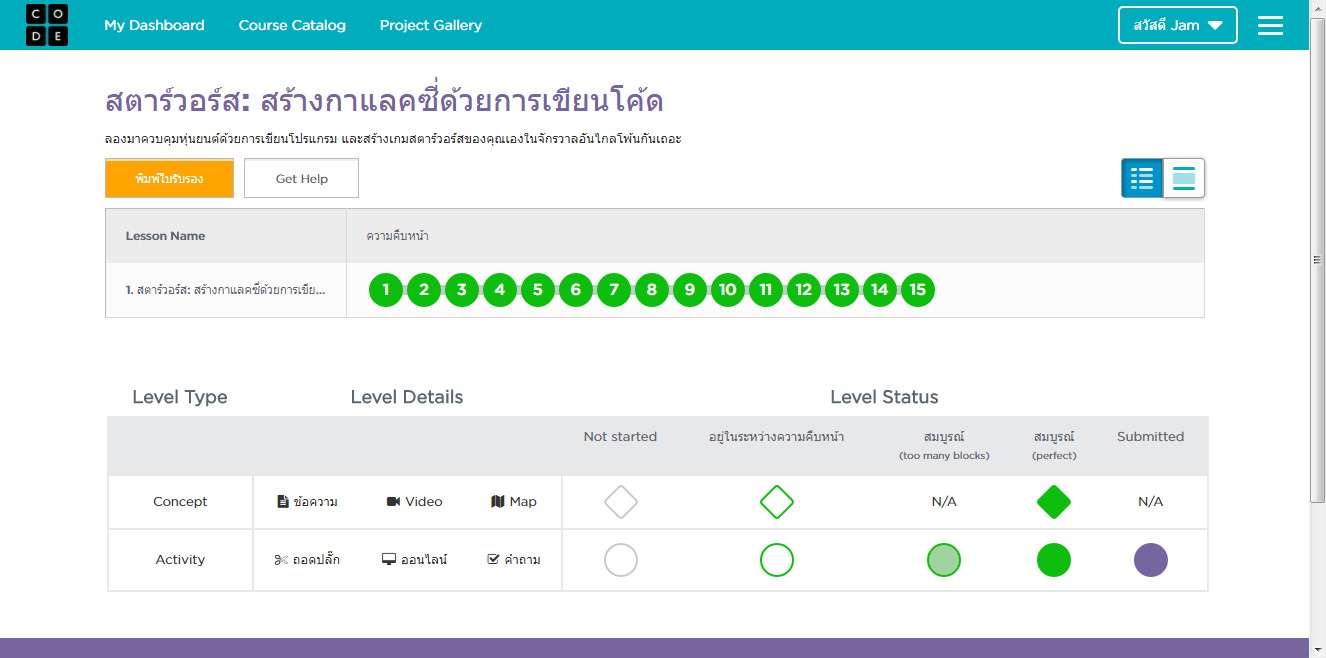 CODE My Dashboard Course Catalog Project Gallery สวัสดี Jam
สตาร์วอร์ส: สร้างกาแลคซี่ด้วยการเขียนโค้ด
ลองมาควบคุมหุ่นยนต์ด้วยการเขียนโปรแกรม และสร้างเกมสตาร์วอร์สของคุณเองในจักรวาลอันไกลโพ้นกันเถอะ
พิมพ์ใบรับรอง Get Help
Lesson Name ความคืบหน้า
1. สตาร์วอร์ส: สร้างกาแลคซี่ด้วยการเขีย... 1 2 3 4 5 6 7 8 9 10 11 12 13 14 15
Level Type Level Details Level Status
Not started อยู่ในระหว่างความคืบหน้า สมบูรณ์ สมบูรณ์ Submitted
(too many blocks) (perfect)
Concept ข้อความ Video Map N/A N/A
Activity ถอดปลั๊ก ออนไลน์ คำถาม